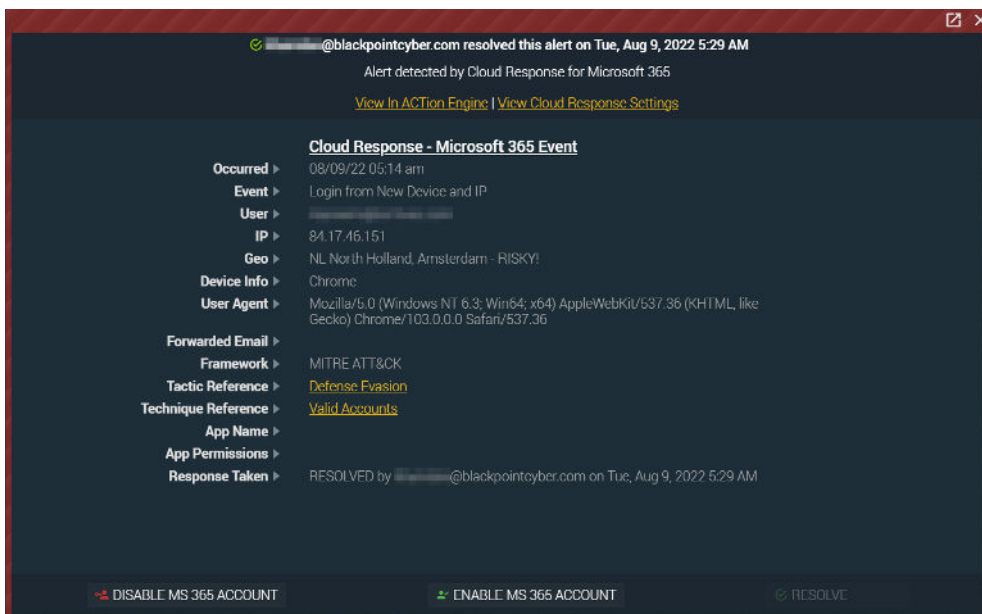 @blackpointcyber.com resolved this alert on Tue, Aug 9, 2022 5:29 AM
Alert detected by Cloud Response for Microsoft 365
View In ACTion Engine | View Cloud Response Settings
Cloud Response - Microsoft 365 Event
Occurred 08/09/22 05:14 am
Event Login from New Device and IP
User
IP 84.17.46.151
Geo NL North Holland, Amsterdam - RISKY!
Device Info Chrome
User Agent Mozilla/5.0 (Windows NT 6.3; Win64; x64) AppleWebKit/537.36 (KHTML, like
Gecko) Chrome/103.0.0.0 Safari/537.36
Forwarded Email
Framework MITRE ATT&CK
Tactic Reference Defense Evasion
Technique Reference Valid Accounts
App Name
App Permissions
Response Taken RESOLVED by @blackpointcyber.com on Tue, Aug 9, 2022 5:29 AM
DISABLE MS 365 ACCOUNT ENABLE MS 365 ACCOUNT RESOLVE